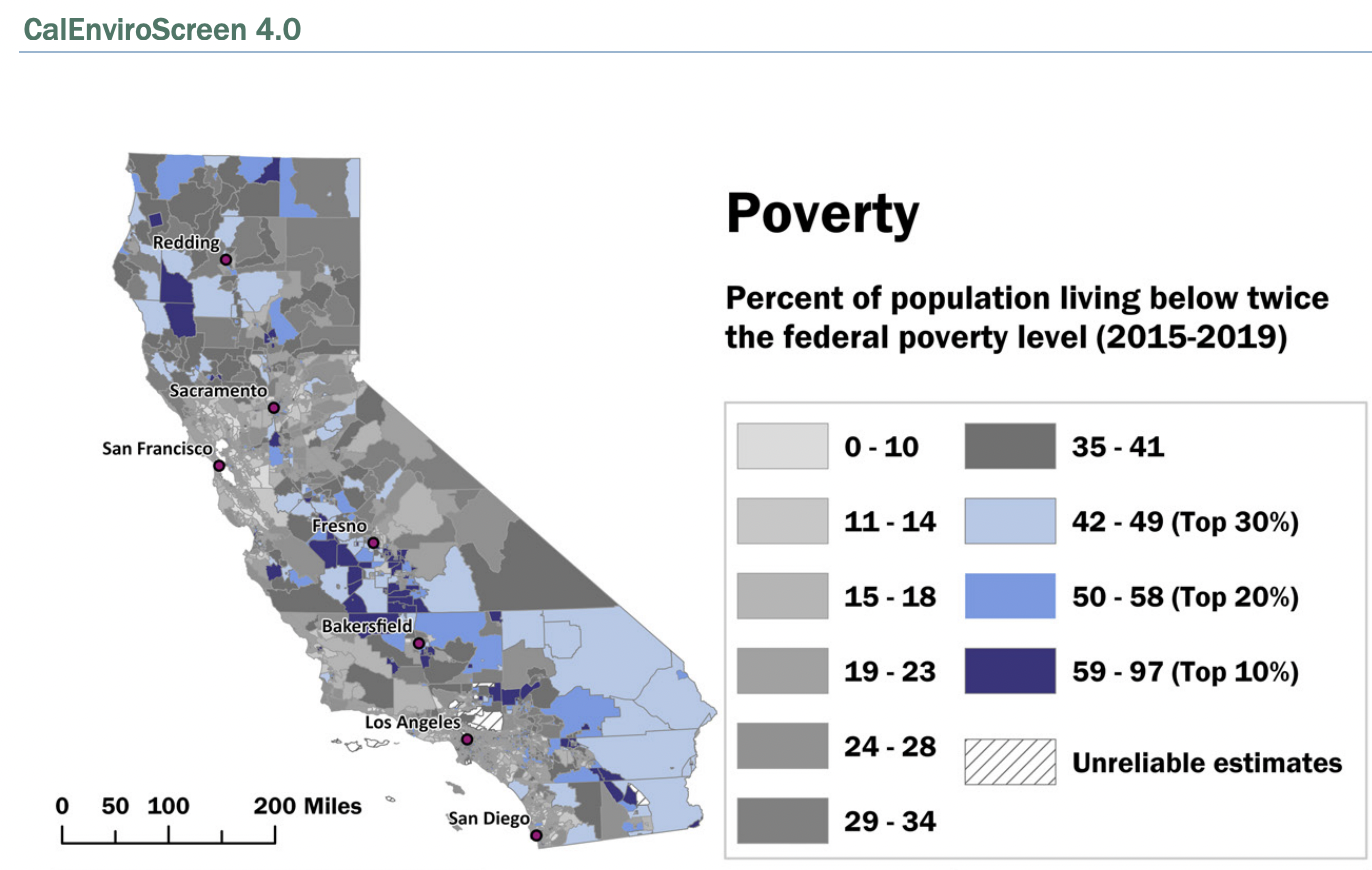 CalEnviroScreen 4.0
Poverty
Percent of population living below twice
the federal poverty level (2015-2019)
0 - 10
11 - 14
15 - 18
19 - 23
24 - 28
29 - 34
35 - 41
42 - 49 (Top 30%)
50 - 58 (Top 20%)
59 - 97 (Top 10%)
Unreliable estimates
Redding
Sacramento
San Francisco
Fresno
Bakersfield
Los Angeles
San Diego
0 50 100 200 Miles